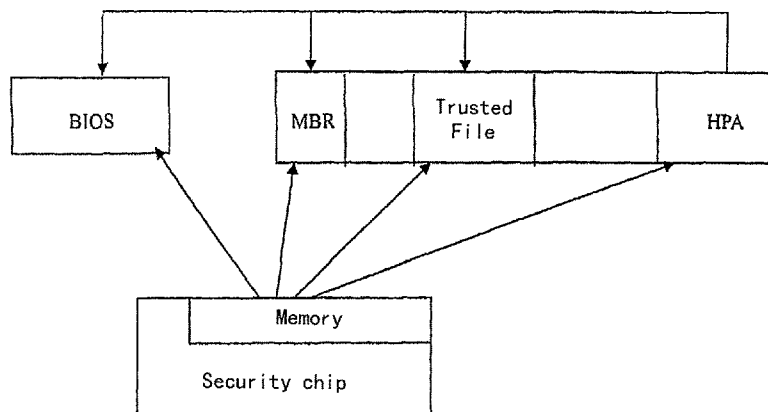 BIOS
MBR
Trusted
File
HPA
Memory
Security chip